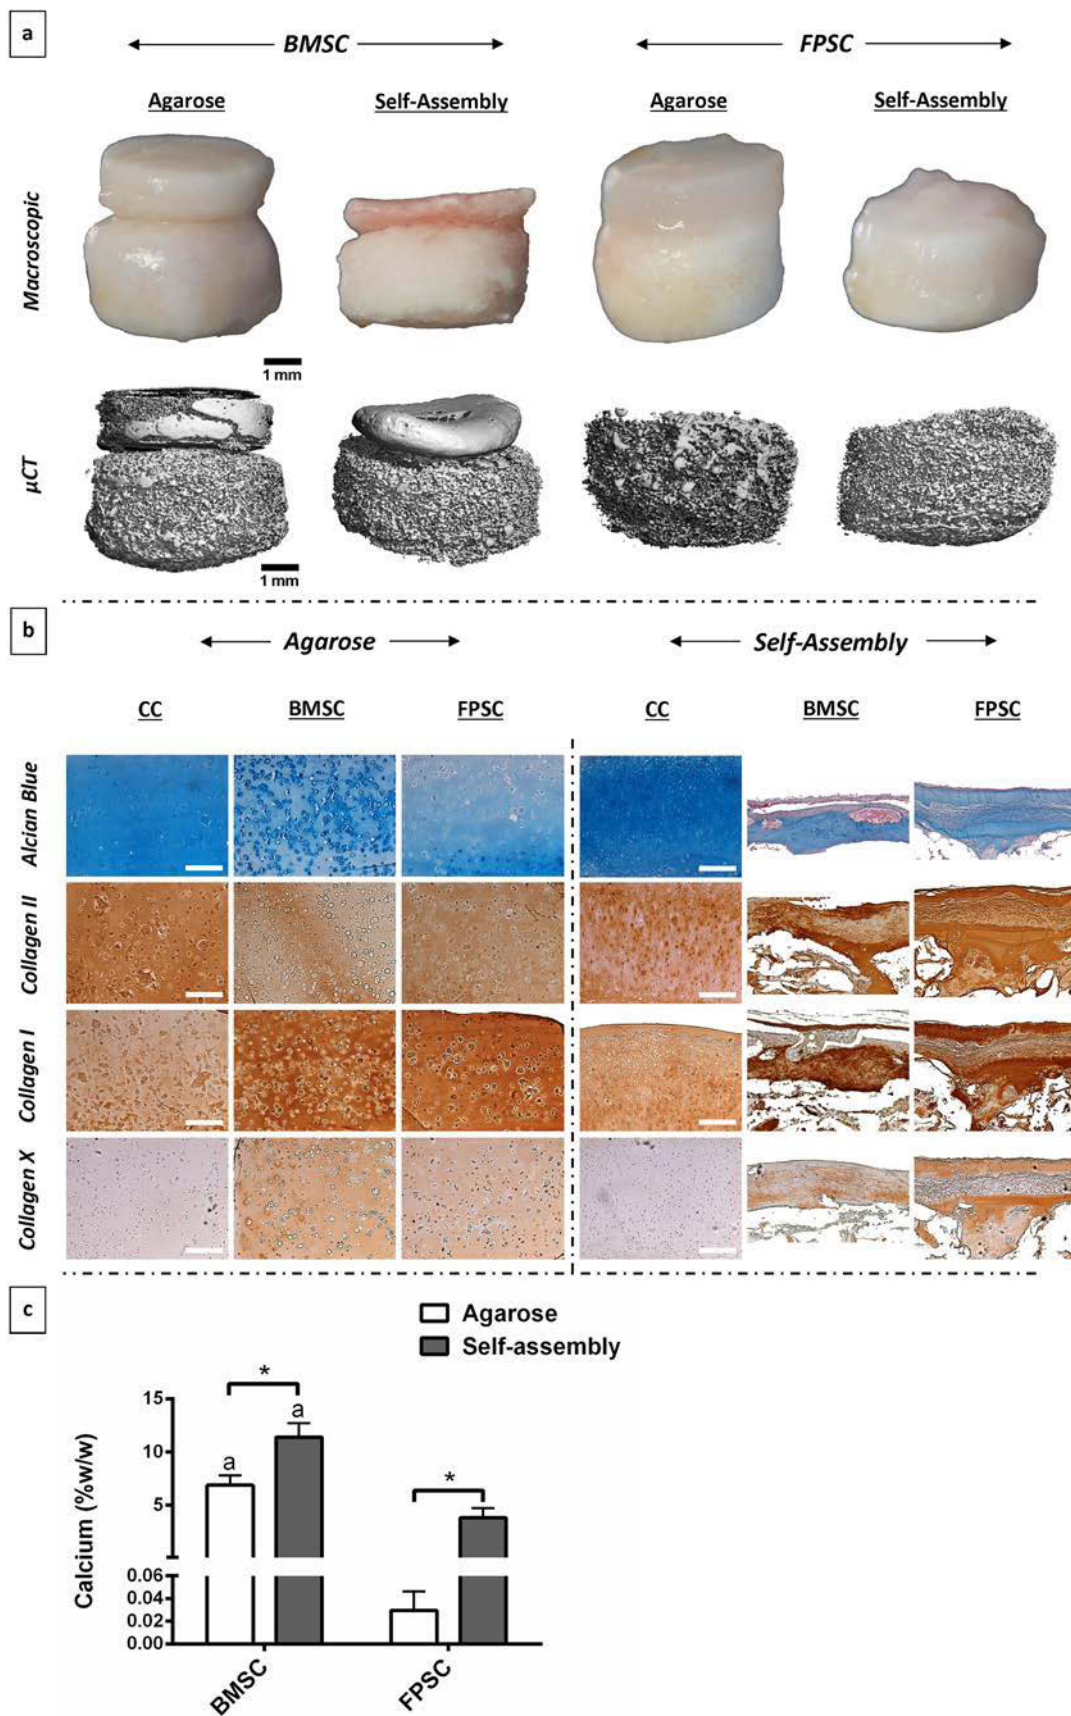 a
BMSC
FPSC
Agarose
Self-Assembly
Agarose
Self-Assembly
Macroscopic
1 mm
μCT
1 mm
b
Agarose
Self-Assembly
CC
BMSC
FPSC
CC
BMSC
FPSC
Alcian Blue
Collagen II
Collagen I
Collagen X
c
Agarose
Self-assembly
*
a
a
*
Calcium (%w/w)
15
10
5
0.06
0.04
0.02
0.00
BMSC
FPSC